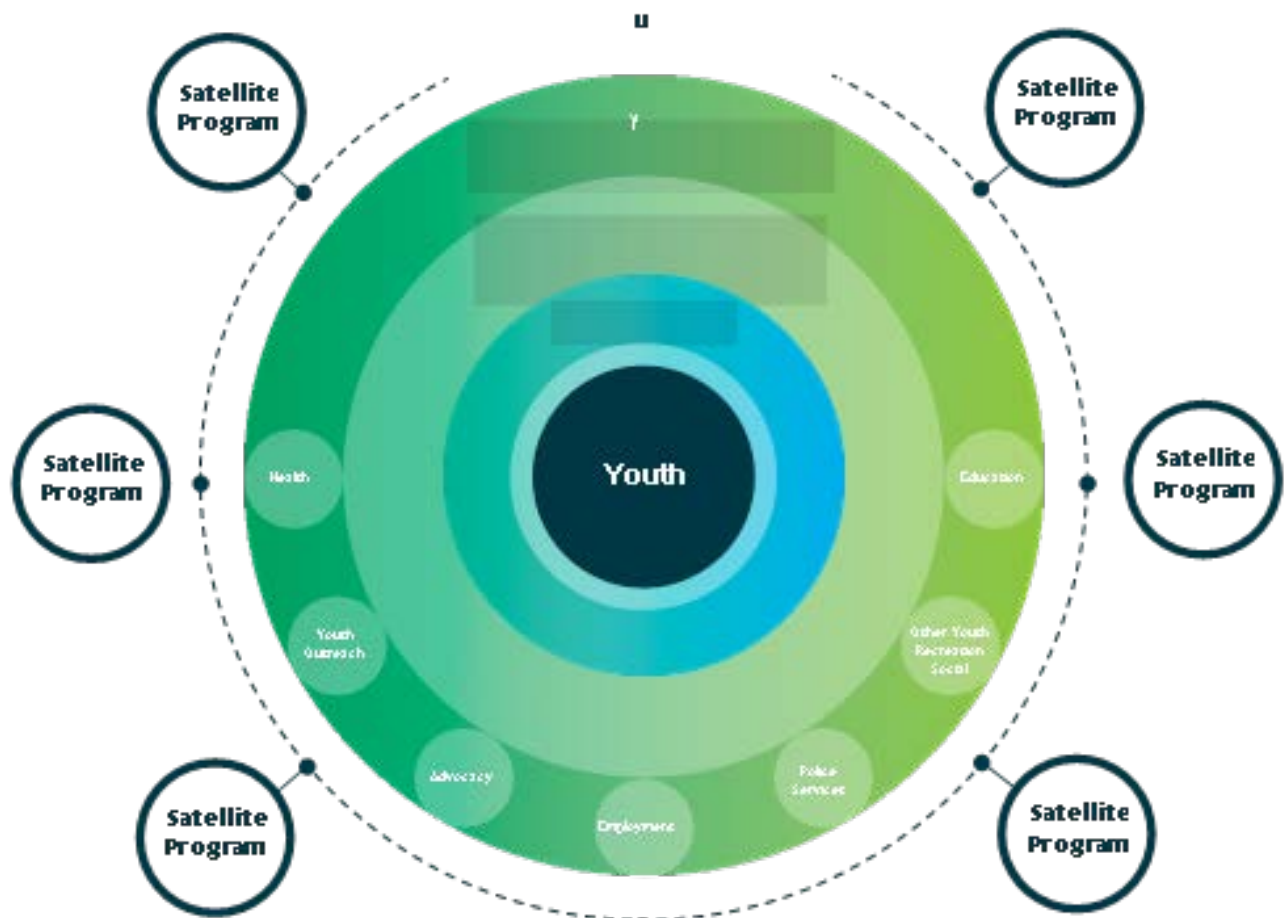 u
Satellite
Program
Satellite
Program
y
Satellite
Program
Health
Youth
Education
Satellite
Program
Youth
Outreach
Other Youth
Recreation
Social
Advocacy
Police
Services
Employment
Satellite
Program
Satellite
Program